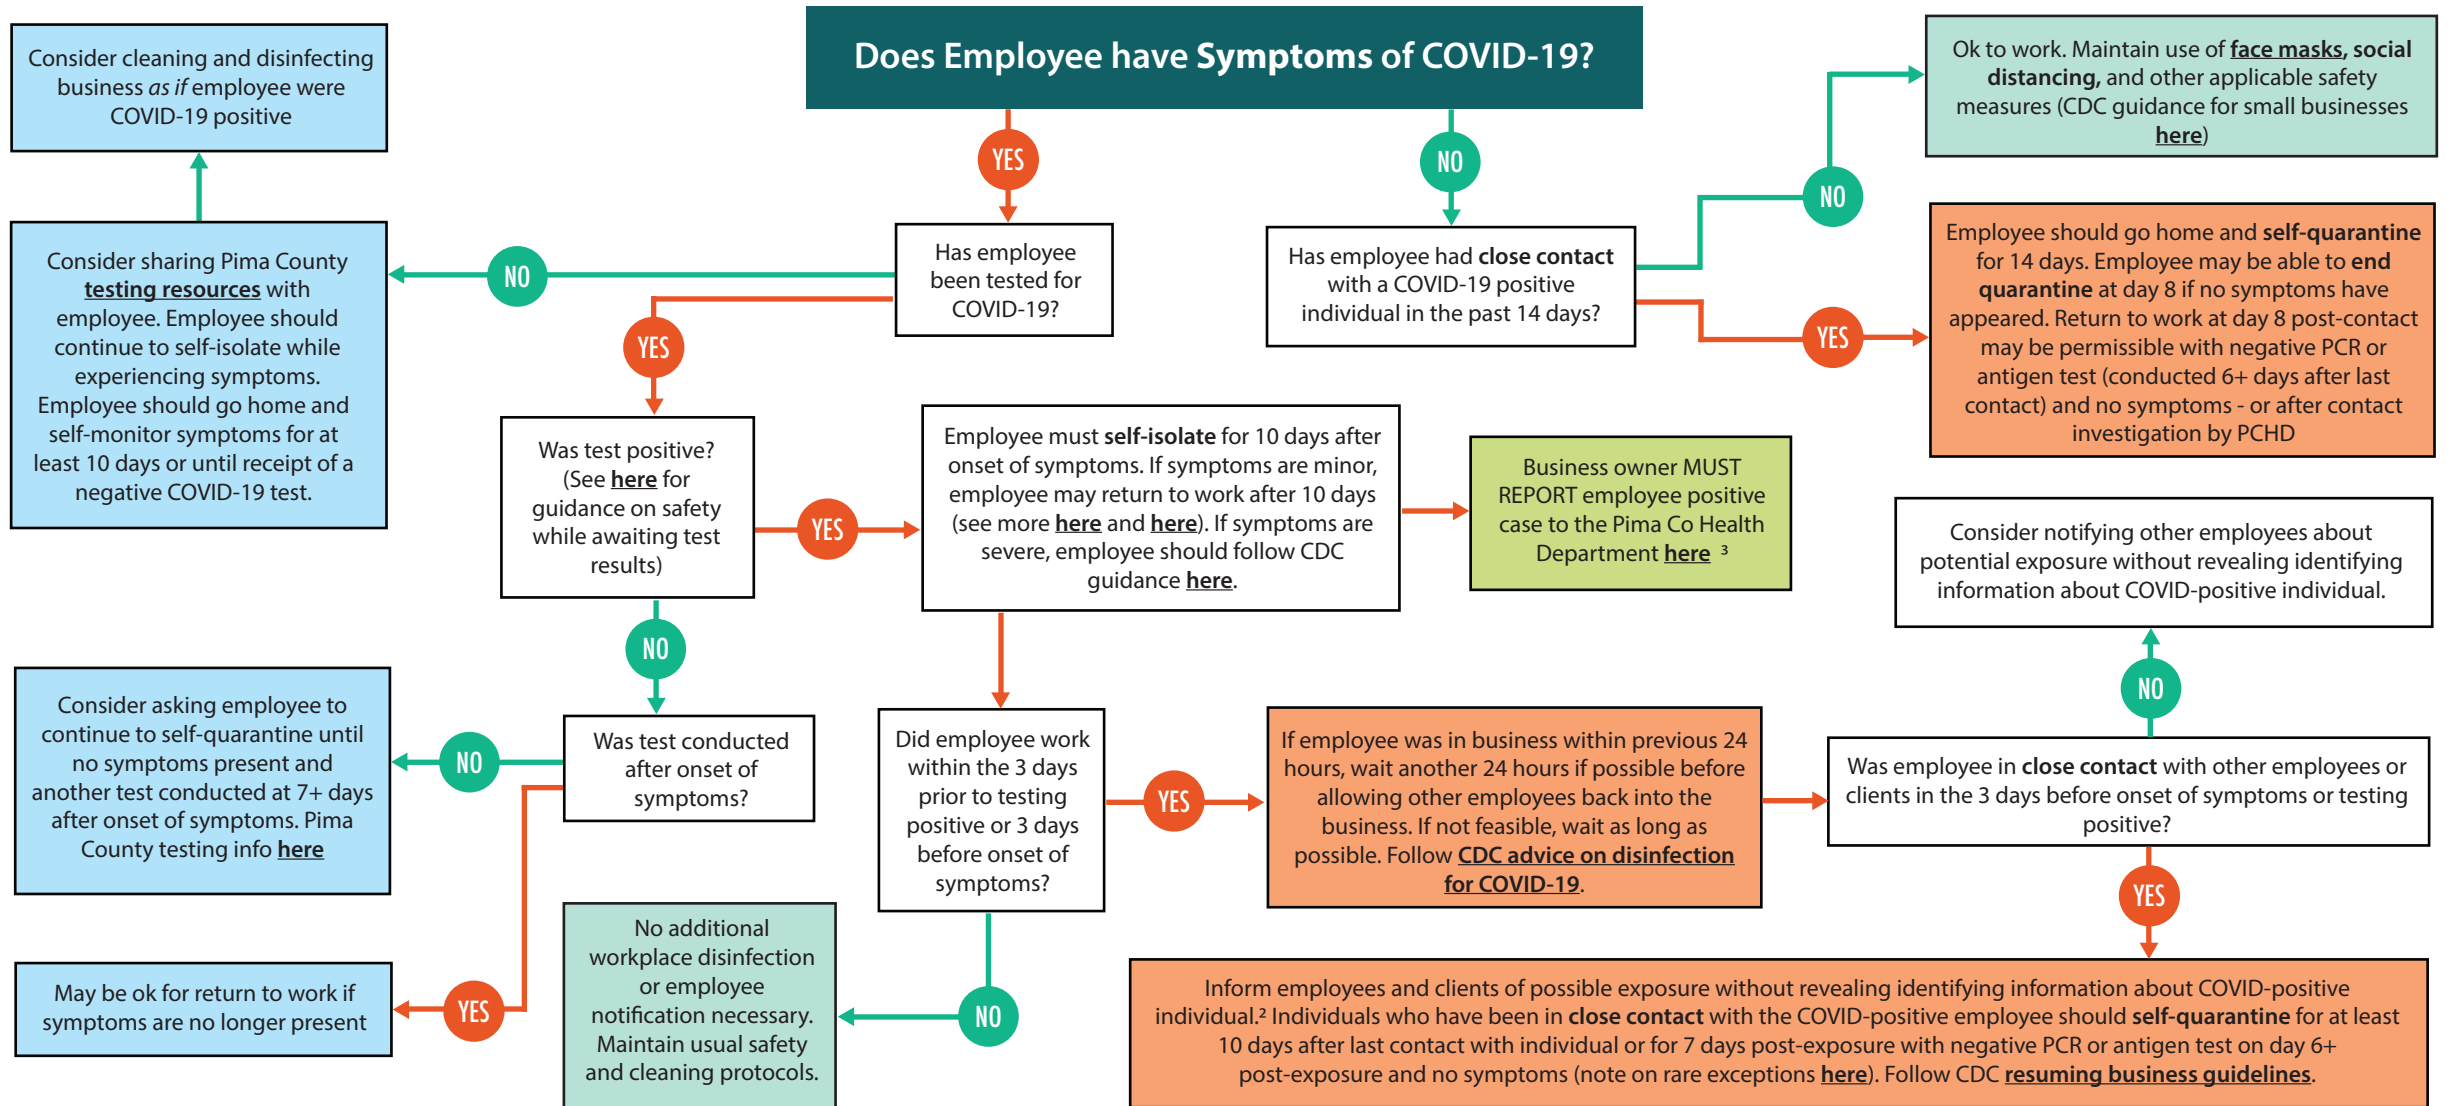 Does Employee have Symptoms of COVID-19?
Consider cleaning and disinfecting
business as if employee were
COVID-19 positive
Ok to work. Maintain use of face masks, social
distancing, and other applicable safety
measures (CDC guidance for small businesses
here)
YES
NO
NO
Consider sharing Pima County
testing resources with
employee. Employee should
continue to self-isolate while
experiencing symptoms.
Employee should go home and
self-monitor symptoms for at
least 10 days or until receipt of a
negative COVID-19 test.
NO
Has employee
been tested for
COVID-19?
Has employee had close contact
with a COVID-19 positive
individual in the past 14 days?
YES
Employee should go home and self-quarantine
for 14 days. Employee may be able to end
quarantine at day 8 if no symptoms have
appeared. Return to work at day 8 post-contact
may be permissible with negative PCR or
antigen test (conducted 6+ days after last
contact) and no symptoms - or after contact
investigation by PCHD
YES
Was test positive?
(See here for
guidance on safety
while awaiting test
results)
YES
Employee must self-isolate for 10 days after
onset of symptoms. If symptoms are minor,
employee may return to work after 10 days
(see more here and here). If symptoms are
severe, employee should follow CDC
guidance here.
Business owner MUST
REPORT employee positive
case to the Pima Co Health
Department here ³
Consider notifying other employees about
potential exposure without revealing identifying
information about COVID-positive individual.
NO
NO
Consider asking employee to
continue to self-quarantine until
no symptoms present and
another test conducted at 7+ days
after onset of symptoms. Pima
County testing info here
NO
Was test conducted
after onset of
symptoms?
Did employee work
within the 3 days
prior to testing
positive or 3 days
before onset of
symptoms?
YES
If employee was in business within previous 24
hours, wait another 24 hours if possible before
allowing other employees back into the
business. If not feasible, wait as long as
possible. Follow CDC advice on disinfection
for COVID-19.
Was employee in close contact with other employees or
clients in the 3 days before onset of symptoms or testing
positive?
YES
May be ok for return to work if
symptoms are no longer present
YES
No additional
workplace disinfection
or employee
notification necessary.
Maintain usual safety
and cleaning protocols.
NO
Inform employees and clients of possible exposure without revealing identifying information about COVID-positive
individual.² Individuals who have been in close contact with the COVID-positive employee should self-quarantine for at least
10 days after last contact with individual or for 7 days post-exposure with negative PCR or antigen test on day 6+
post-exposure and no symptoms (note on rare exceptions here). Follow CDC resuming business guidelines.